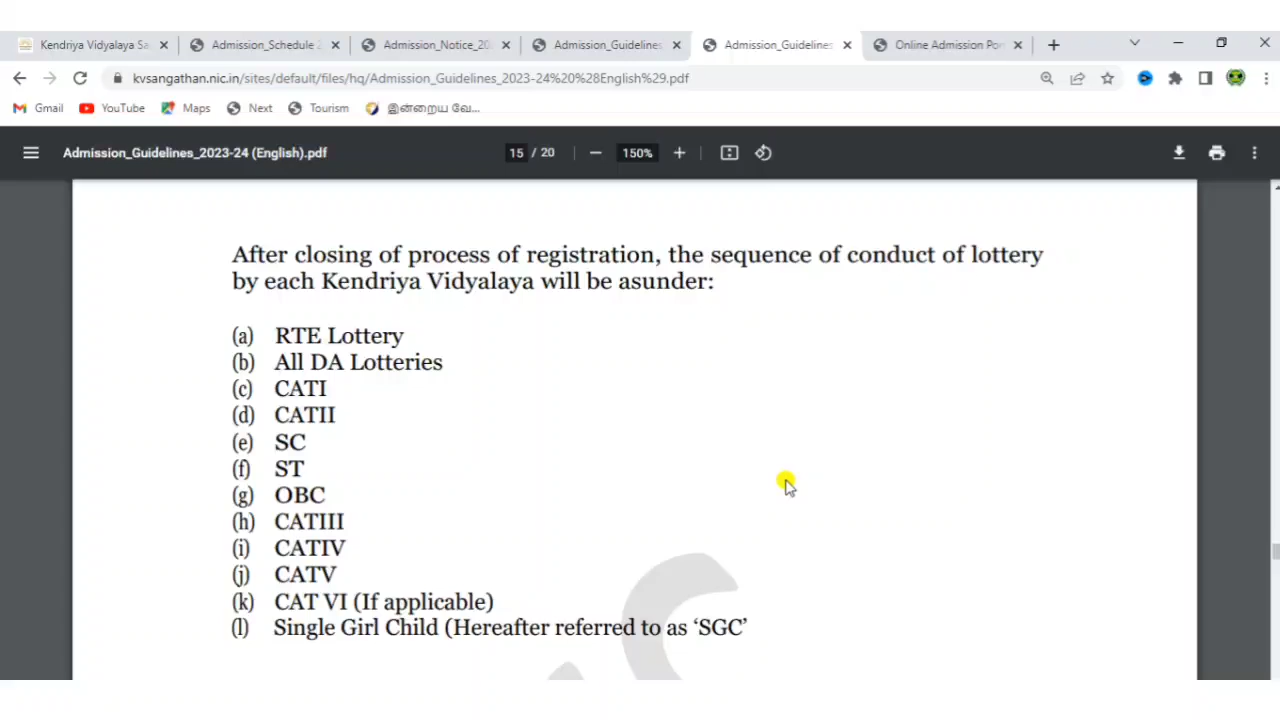 Kendriya Vidyalaya Sa
Admission_Schedule 2
Admission_Notice_20
Admission_Guidelines
Admission_Guidelines
Online Admission Por
kvsangathan.nic.in/sites/default/files/hq/Admission_Guidelines_2023-24%20%28English%29.pdf
Gmail
YouTube
Maps
Next
Tourism
இன்றைய வே...
Admission_Guidelines_2023-24 (English).pdf
15 / 20
150%
After closing of process of registration, the sequence of conduct of lottery
by each Kendriya Vidyalaya will be asunder:
(a) RTE Lottery
(b) All DA Lotteries
(c) CATI
(d) CATII
(e) SC
(f) ST
(g) OBC
(h) CATIII
(i) CATIV
(j) CATV
(k) CAT VI (If applicable)
(l) Single Girl Child (Hereafter referred to as ‘SGC’